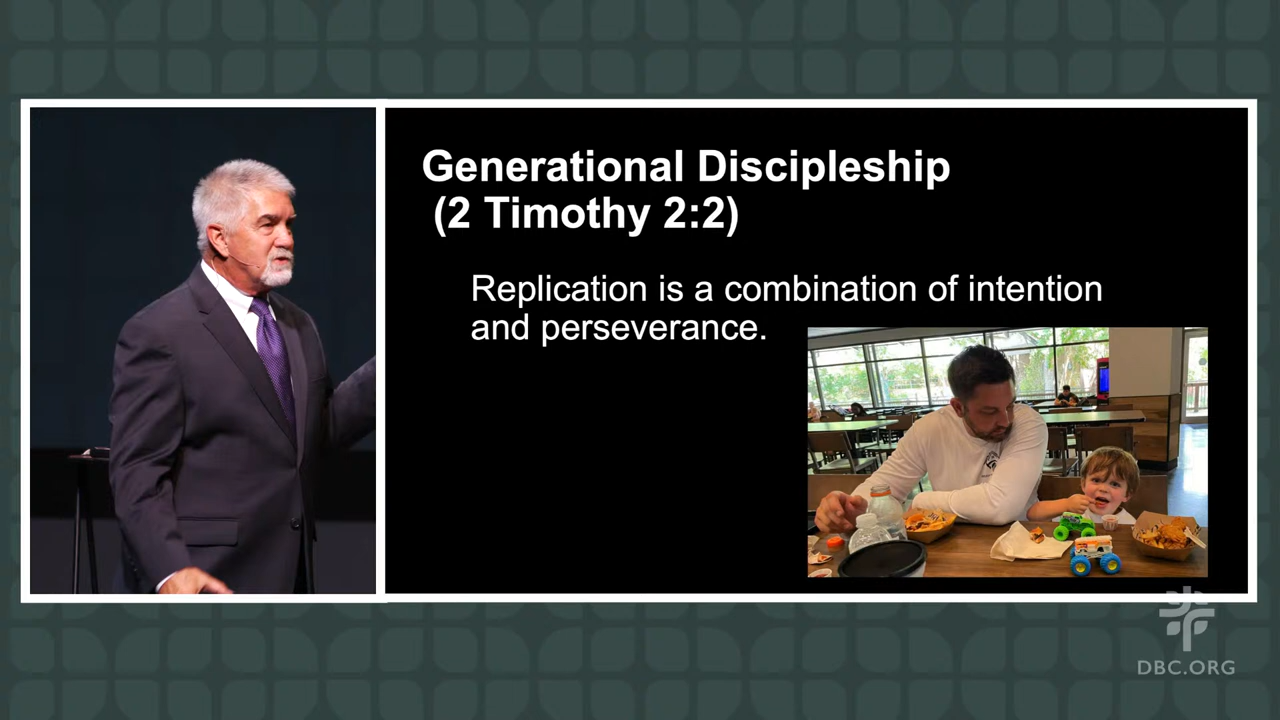 Generational Discipleship
(2 Timothy 2:2)
Replication is a combination of intention
and perseverance.
DBC.ORG